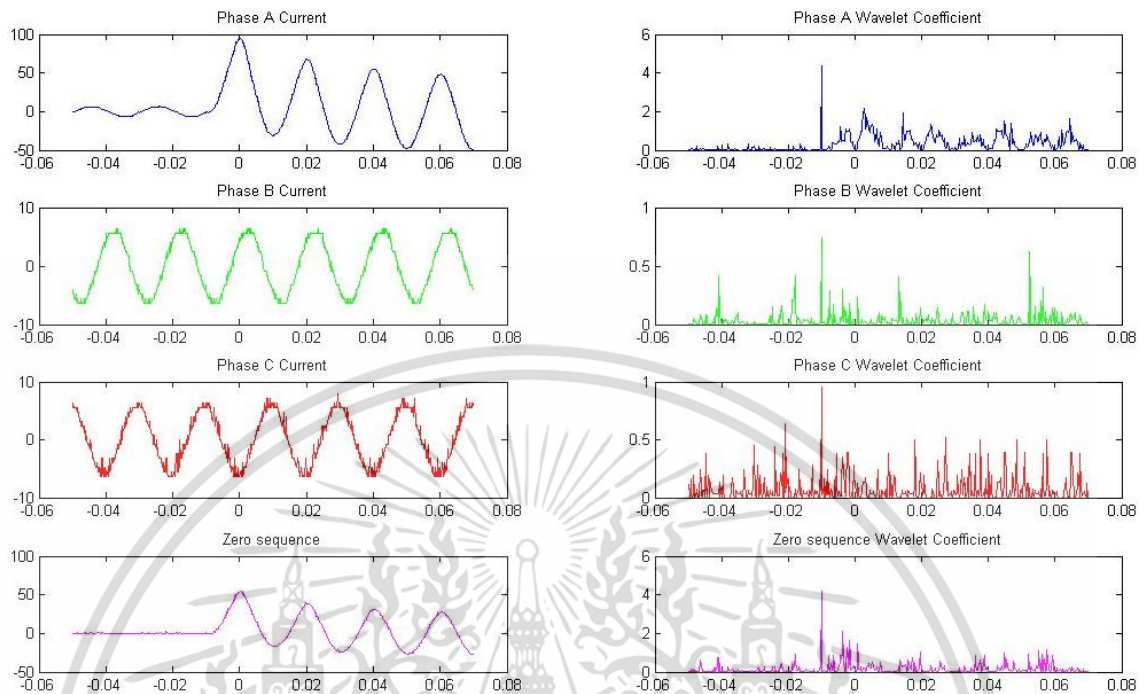 Phase A Current
100
50
0
-50
-0.06 -0.04 -0.02 0 0.02 0.04 0.06 0.08
Phase A Wavelet Coefficient
6
4
2
0
-0.06 -0.04 -0.02 0 0.02 0.04 0.06 0.08
Phase B Current
10
0
-10
-0.06 -0.04 -0.02 0 0.02 0.04 0.06 0.08
Phase B Wavelet Coefficient
1
0.5
0
-0.06 -0.04 -0.02 0 0.02 0.04 0.06 0.08
Phase C Current
10
0
-10
-0.06 -0.04 -0.02 0 0.02 0.04 0.06 0.08
Phase C Wavelet Coefficient
1
0.5
0
-0.06 -0.04 -0.02 0 0.02 0.04 0.06 0.08
Zero sequence
100
50
0
-50
-0.06 -0.04 -0.02 0 0.02 0.04 0.06 0.08
Zero sequence Wavelet Coefficient
6
4
2
0
-0.06 -0.04 -0.02 0 0.02 0.04 0.06 0.08